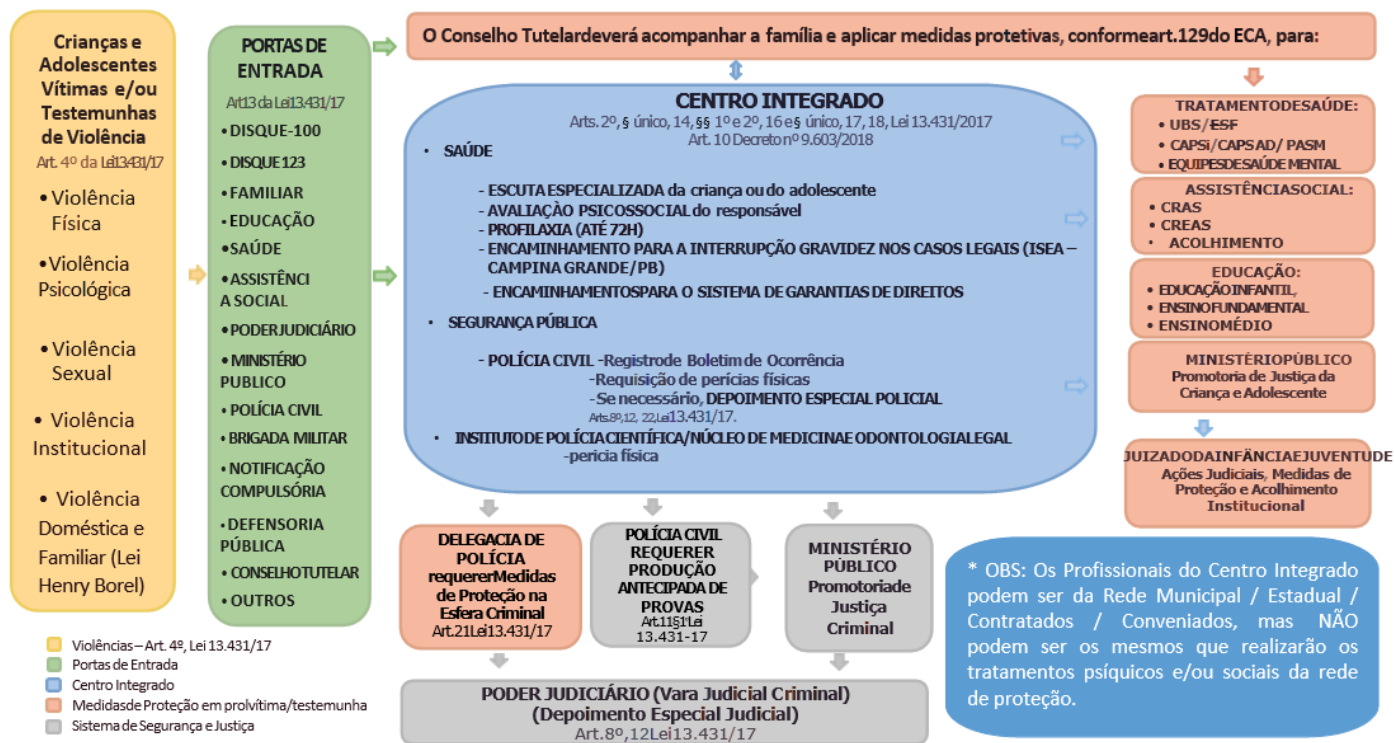 Crianças e
Adolescentes
Vítimas e/ou
Testemunhas
de Violência
Art. 4º da Lei13.431/17
•Violência
Física
•Violência
Psicológica
•Violência
Sexual
• Violência
Institucional
• Violência
Doméstica e
Familiar (Lei
Henry Borel)
PORTAS DE
ENTRADA
Art13 da Lei13.431/17
•DISQUE-100
•DISQUE 123
•FAMILIAR
•EDUCAÇÃO
•SAÚDE
•ASSISTÊNCI
A SOCIAL
•PODERJUDICIÁRIO
•MINISTÉRIO
PUBLICO
•POLÍCIA CIVIL
•BRIGADA MILITAR
•NOTIFICAÇÃO
COMPULSÓRIA
•DEFENSORIA
PÚBLICA
•CONSELHOTUTELAR
•OUTROS
O Conselho Tutelardeverá acompanhar a família e aplicar medidas protetivas, conformeart.129do ECA, para:
CENTRO INTEGRADO
Arts. 2º, § único, 14, §§ 1º e 2º, 16 e§ único, 17, 18, Lei 13.431/2017
Art. 10 Decreto nº 9.603/2018
• SAÚDE
- ESCUTA ESPECIALIZADA da criança ou do adolescente
- AVALIAÇÀO PSICOSSOCIAL do responsável
- PROFILAXIA (ATÉ 72H)
- ENCAMINHAMENTO PARA A INTERRUPÇÃO GRAVIDEZ NOS CASOS LEGAIS (ISEA –
CAMPINA GRANDE/PB)
- ENCAMINHAMENTOSPARA O SISTEMA DE GARANTIAS DE DIREITOS
• SEGURANÇA PÚBLICA
- POLÍCIA CIVIL -Registrode Boletim de Ocorrência
-Requisição de perícias físicas
-Se necessário, DEPOIMENTO ESPECIAL POLICIAL
Arts.8º,12, 22,Lei13.431/17.
• INSTITUTO DE POLÍCIA CIENTÍFICA/NÚCLEO DE MEDICINAE ODONTOLOGIALEGAL
-pericia física
TRATAMENTODESAÚDE:
• UBS/ESF
• CAPSi/CAPS AD/ PASM
• EQUIPESDESAÚDE MENTAL
ASSISTÊNCIASOCIAL:
• CRAS
• CREAS
• ACOLHIMENTO
EDUCAÇÃO:
• EDUCAÇÃOINFANTIL,
• ENSINOFUNDAMENTAL
• ENSINOMÉDIO
MINISTÉRIOPÚBLICO
Promotoria de Justiça da
Criança e Adolescente
JUIZADODAINFÂNCIAEJUVENTUDE
Ações Judiciais, Medidas de
Proteção e Acolhimento
Institucional
DELEGACIA DE
POLÍCIA
requererMedidas
de Proteção na
Esfera Criminal
Art.21Lei13.431/17
POLÍCIA CIVIL
REQUERER
PRODUÇÃO
ANTECIPADA DE
PROVAS
Art.11§1ºLei
13.431-17
MINISTÉRIO
PÚBLICO
Promotoriade
Justiça
Criminal
PODER JUDICIÁRIO (Vara Judicial Criminal)
(Depoimento Especial Judicial)
Art.8º,12Lei13.431/17
* OBS: Os Profissionais do Centro Integrado
podem ser da Rede Municipal / Estadual /
Contratados / Conveniados, mas NÃO
podem ser os mesmos que realizarão os
tratamentos psíquicos e/ou sociais da rede
de proteção.
Violências – Art. 4º, Lei 13.431/17
Portas de Entrada
Centro Integrado
Medidasde Proteção em prolvítima/testemunha
Sistema de Segurança e Justiça